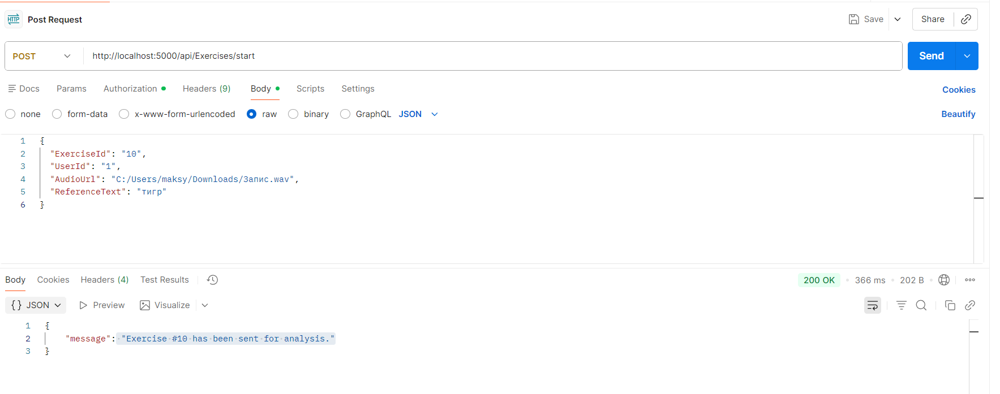 HTTP Post Request Save Share
POST http://localhost:5000/api/Exercises/start Send
Docs Params Authorization Headers (9) Body Scripts Settings Cookies
none form-data x-www-form-urlencoded raw binary GraphQL JSON Beautify
1 {
2 "ExerciseId": "10",
3 "UserId": "1",
4 "AudioUrl": "C:/Users/maksy/Downloads/Запис.wav",
5 "ReferenceText": "тигр"
6 }
Body Cookies Headers (4) Test Results 200 OK • 366 ms • 202 B •
{} JSON Preview Visualize
1 {
2 "message": "Exercise #10 has been sent for analysis."
3 }